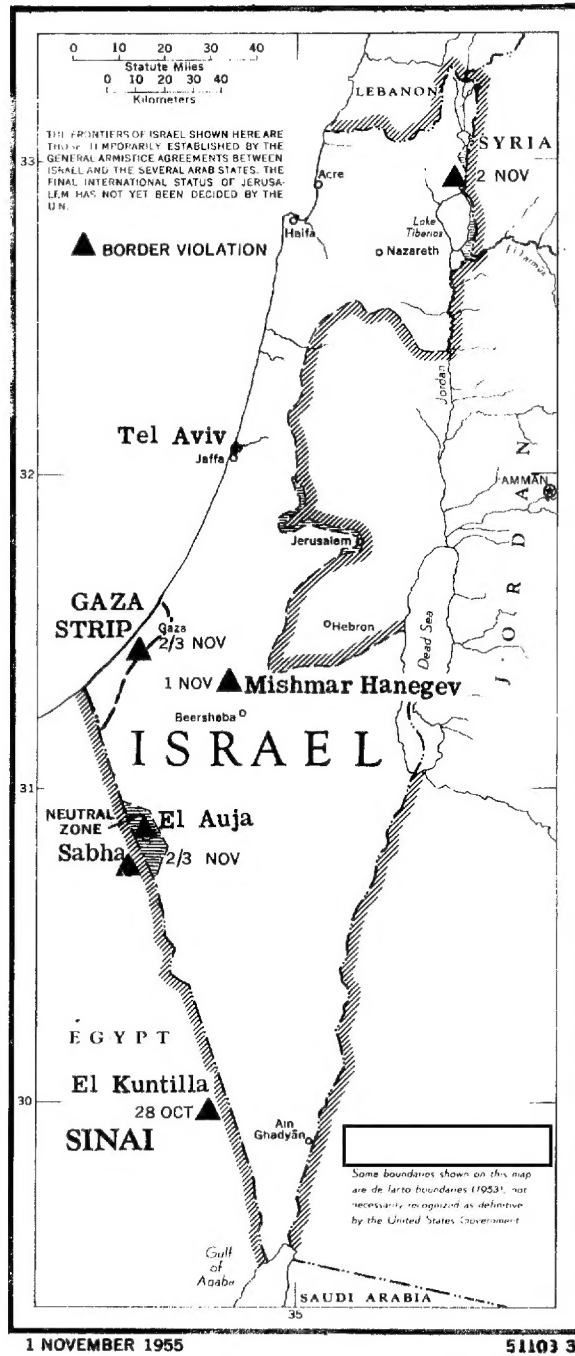 0 10 20 30 40
Statute Miles
0 10 20 30 40
Kilometers
THE FRONTIERS OF ISRAEL SHOWN HERE ARE
THOSE TEMPORARILY ESTABLISHED BY THE
GENERAL ARMISTICE AGREEMENTS BETWEEN
ISRAEL AND THE SEVERAL ARAB STATES. THE
FINAL INTERNATIONAL STATUS OF JERUSA-
LEM HAS NOT YET BEEN DECIDED BY THE
U.N.
LEBANON
33
SYRIA
2 NOV
Acre
Haifa
Lake
Tiberias
Nazareth
BORDER VIOLATION
Jordan
Tel Aviv
Jaffa
32
AMMAN
JORDAN
Jerusalem
GAZA
STRIP
Gaza
2/3 NOV
Hebron
Dead Sea
1 NOV
Mishmar Hanegev
Beersheba
ISRAEL
31
NEUTRAL
ZONE
El Auja
Sabha
2/3 NOV
EGYPT
El Kuntilla
28 OCT
30
SINAI
Ain
Ghadyān
Some boundaries shown on this map
are de facto boundaries (1953), not
necessarily recognized as definitive
by the United States Government
Gulf
of
Aqaba
SAUDI ARABIA
35
1 NOVEMBER 1955
51103 3